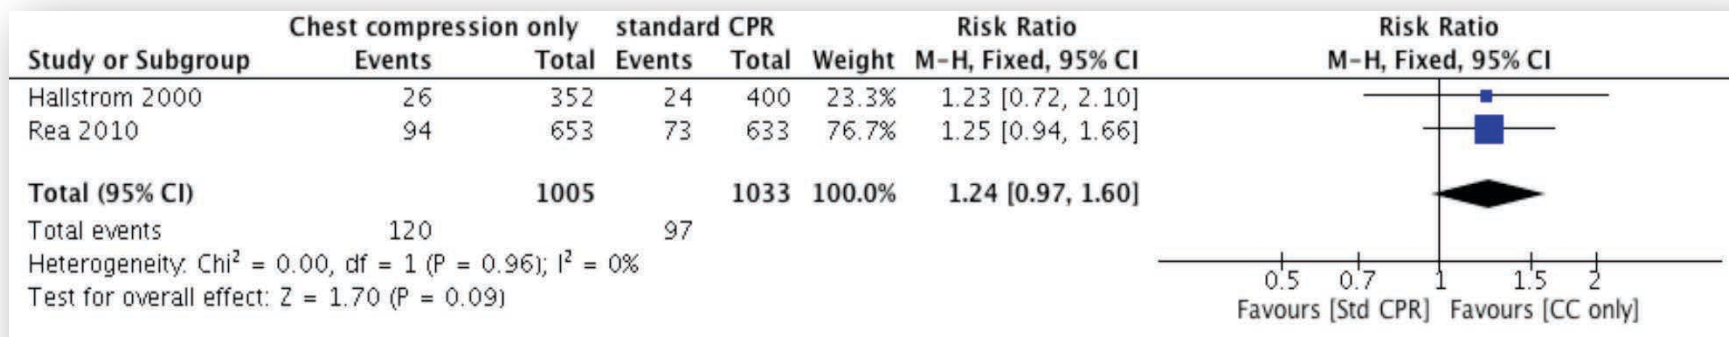 Chest compression only standard CPR Risk Ratio Risk Ratio
Study or Subgroup Events Total Events Total Weight M-H, Fixed, 95% CI M-H, Fixed, 95% CI
Hallstrom 2000 26 352 24 400 23.3% 1.23 [0.72, 2.10]
Rea 2010 94 653 73 633 76.7% 1.25 [0.94, 1.66]
Total (95% CI) 1005 1033 100.0% 1.24 [0.97, 1.60]
Total events 120 97
Heterogeneity: Chi² = 0.00, df = 1 (P = 0.96); I² = 0%
Test for overall effect: Z = 1.70 (P = 0.09)
0.5 0.7 1 1.5 2
Favours [Std CPR] Favours [CC only]